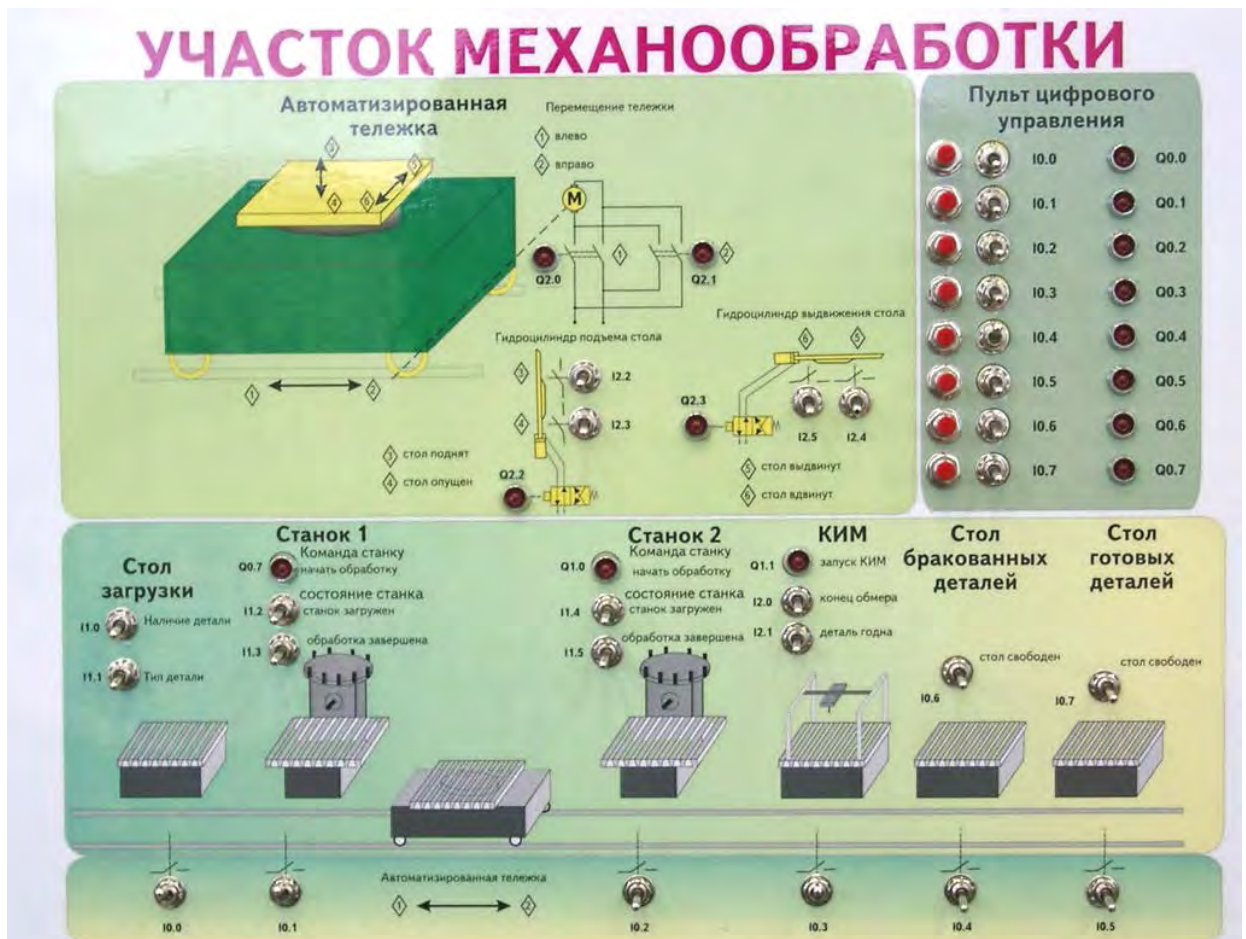 УЧАСТОК МЕХАНООБРАБОТКИ
Автоматизированная
тележка
3
5
4
6
1
2
Перемещение тележки
1 влево
2 вправо
M
Q2.0
1
Q2.1
2
Гидроцилиндр подъема стола
3
I2.2
4
I2.3
Q2.2
3 стол поднят
4 стол опущен
Гидроцилиндр выдвижения стола
6
5
Q2.3
I2.5
I2.4
5 стол выдвинут
6 стол вдвинут
Пульт цифрового
управления
I0.0 Q0.0
I0.1 Q0.1
I0.2 Q0.2
I0.3 Q0.3
I0.4 Q0.4
I0.5 Q0.5
I0.6 Q0.6
I0.7 Q0.7
Стол
загрузки
I1.0 Наличие детали
I1.1 Тип детали
Станок 1
Q0.7 Команда станку
начать обработку
I1.2 состояние станка
станок загружен
I1.3 обработка завершена
Станок 2
Q1.0 Команда станку
начать обработку
I1.4 состояние станка
станок загружен
I1.5 обработка завершена
КИМ
Q1.1 запуск КИМ
I2.0 конец обмера
I2.1 деталь годна
Стол
бракованных
деталей
стол свободен
I0.6
Стол
готовых
деталей
стол свободен
I0.7
Автоматизированная тележка
1
2
I0.0
I0.1
I0.2
I0.3
I0.4
I0.5